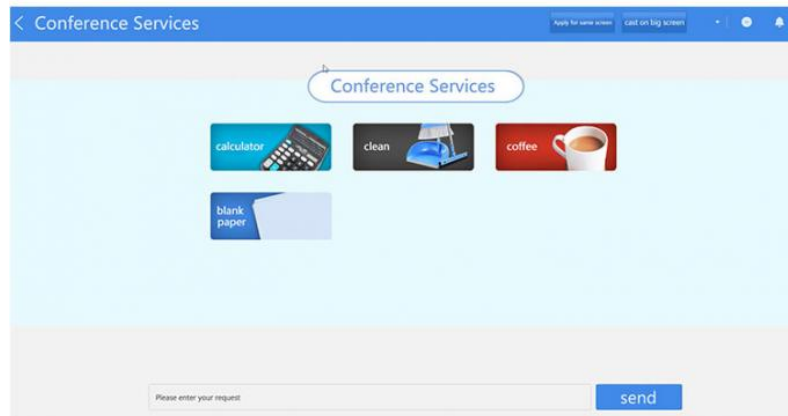 Conference Services
Apply for same screen
cast on big screen
Conference Services
calculator
clean
coffee
blank
paper
Please enter your request
send